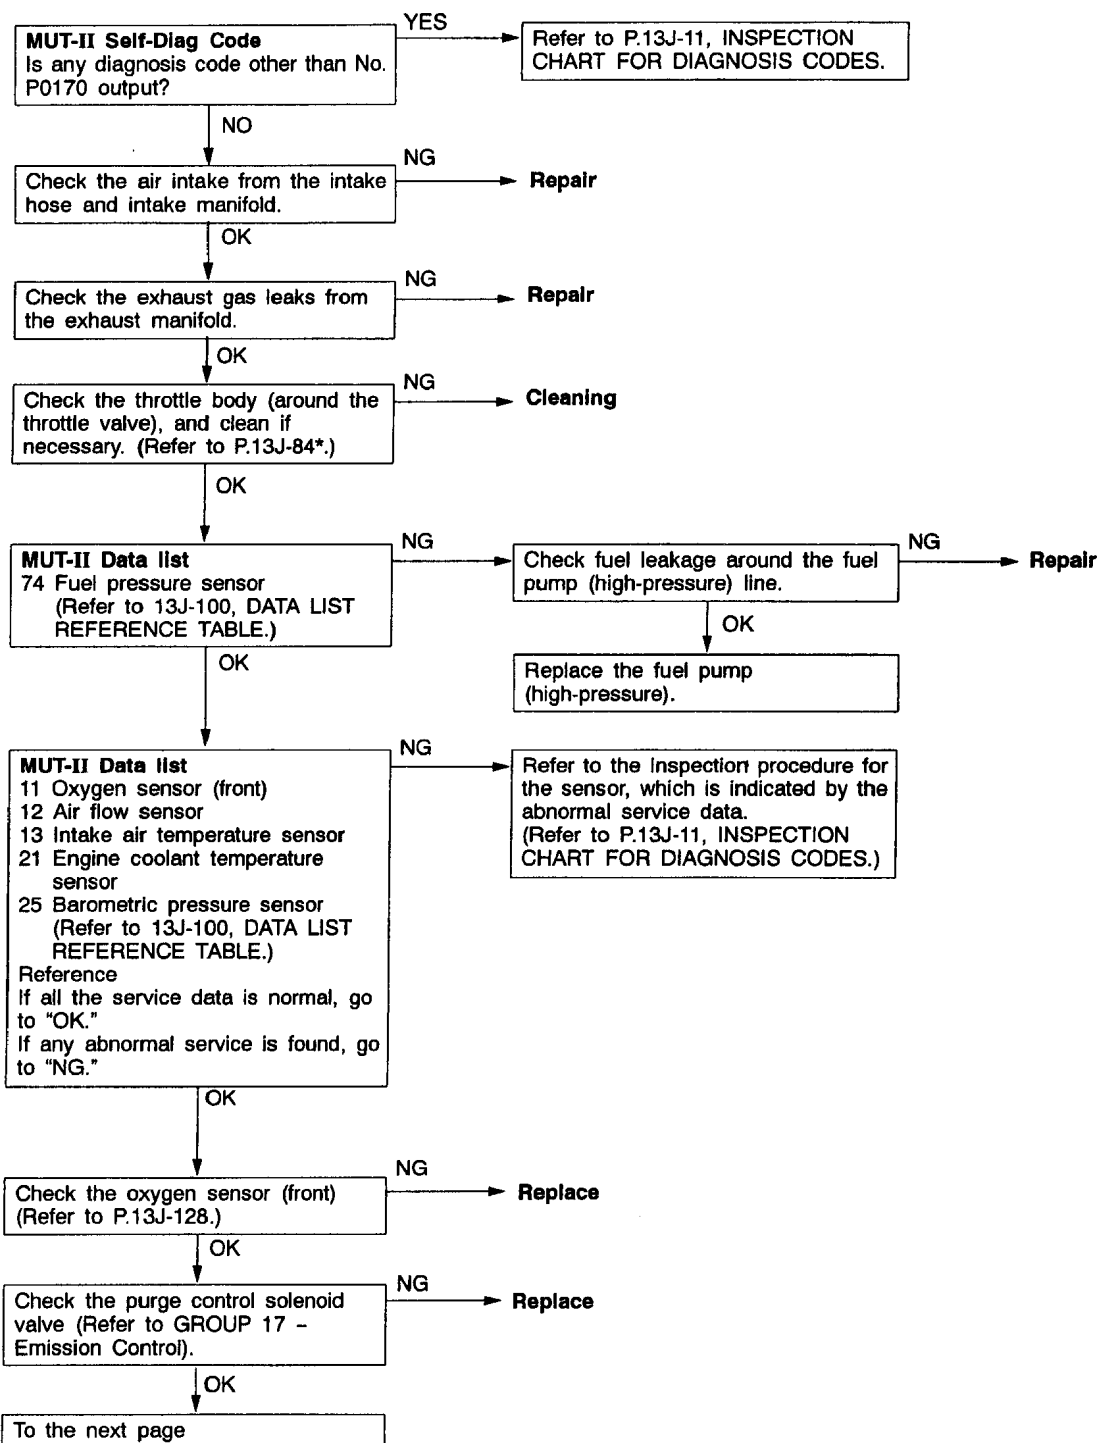 MUT-II Self-Diag Code
Is any diagnosis code other than No.
P0170 output?
YES
Refer to P.13J-11, INSPECTION
CHART FOR DIAGNOSIS CODES.
NO
Check the air intake from the intake
hose and intake manifold.
NG
Repair
OK
Check the exhaust gas leaks from
the exhaust manifold.
NG
Repair
OK
Check the throttle body (around the
throttle valve), and clean if
necessary. (Refer to P.13J-84*.)
NG
Cleaning
OK
MUT-II Data list
74 Fuel pressure sensor
(Refer to 13J-100, DATA LIST
REFERENCE TABLE.)
NG
Check fuel leakage around the fuel
pump (high-pressure) line.
NG
Repair
OK
Replace the fuel pump
(high-pressure).
OK
MUT-II Data list
11 Oxygen sensor (front)
12 Air flow sensor
13 Intake air temperature sensor
21 Engine coolant temperature
sensor
25 Barometric pressure sensor
(Refer to 13J-100, DATA LIST
REFERENCE TABLE.)
Reference
If all the service data is normal, go
to “OK.”
If any abnormal service is found, go
to “NG.”
NG
Refer to the inspection procedure for
the sensor, which is indicated by the
abnormal service data.
(Refer to P.13J-11, INSPECTION
CHART FOR DIAGNOSIS CODES.)
OK
Check the oxygen sensor (front)
(Refer to P.13J-128.)
NG
Replace
OK
Check the purge control solenoid
valve (Refer to GROUP 17 –
Emission Control).
NG
Replace
OK
To the next page